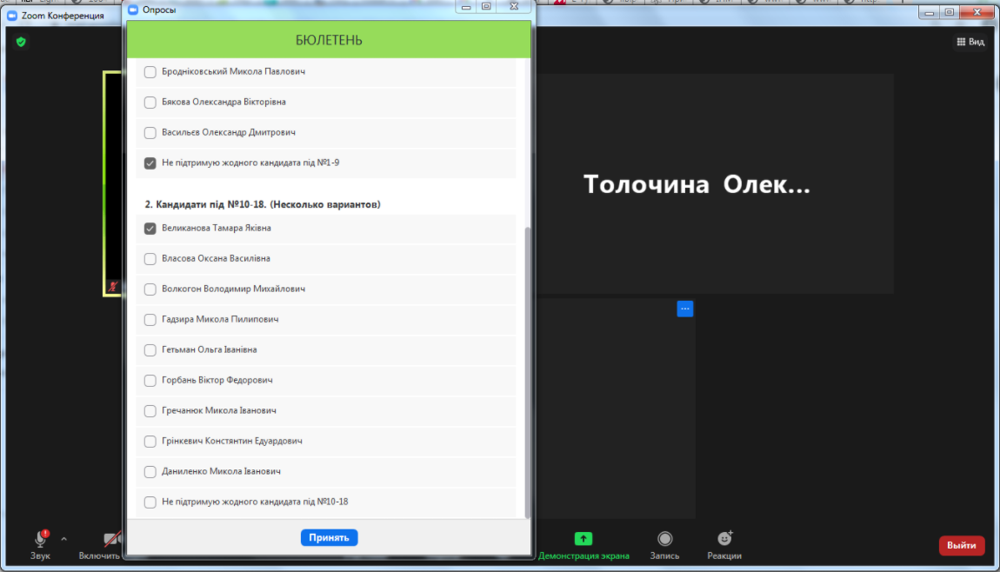 Zoom Конференция
Опросы
БЮЛЕТЕНЬ
Вид
Бродніковський Микола Павлович
Бякова Олександра Вікторівна
Васильєв Олександр Дмитрович
Не підтримую жодного кандидата під №1-9
2. Кандидати під №10-18. (Несколько вариантов)
Великанова Тамара Яківна
Власова Оксана Василівна
Волкогон Володимир Михайлович
Гадзира Микола Пилипович
Гетьман Ольга Іванівна
Горбань Віктор Федорович
Гречанюк Микола Іванович
Грінкевич Констянтин Едуардович
Даниленко Микола Іванович
Не підтримую жодного кандидата під №10-18
Принять
Толочина Олек...
Звук
Включить
Демонстрация экрана
Запись
Реакции
Выйти